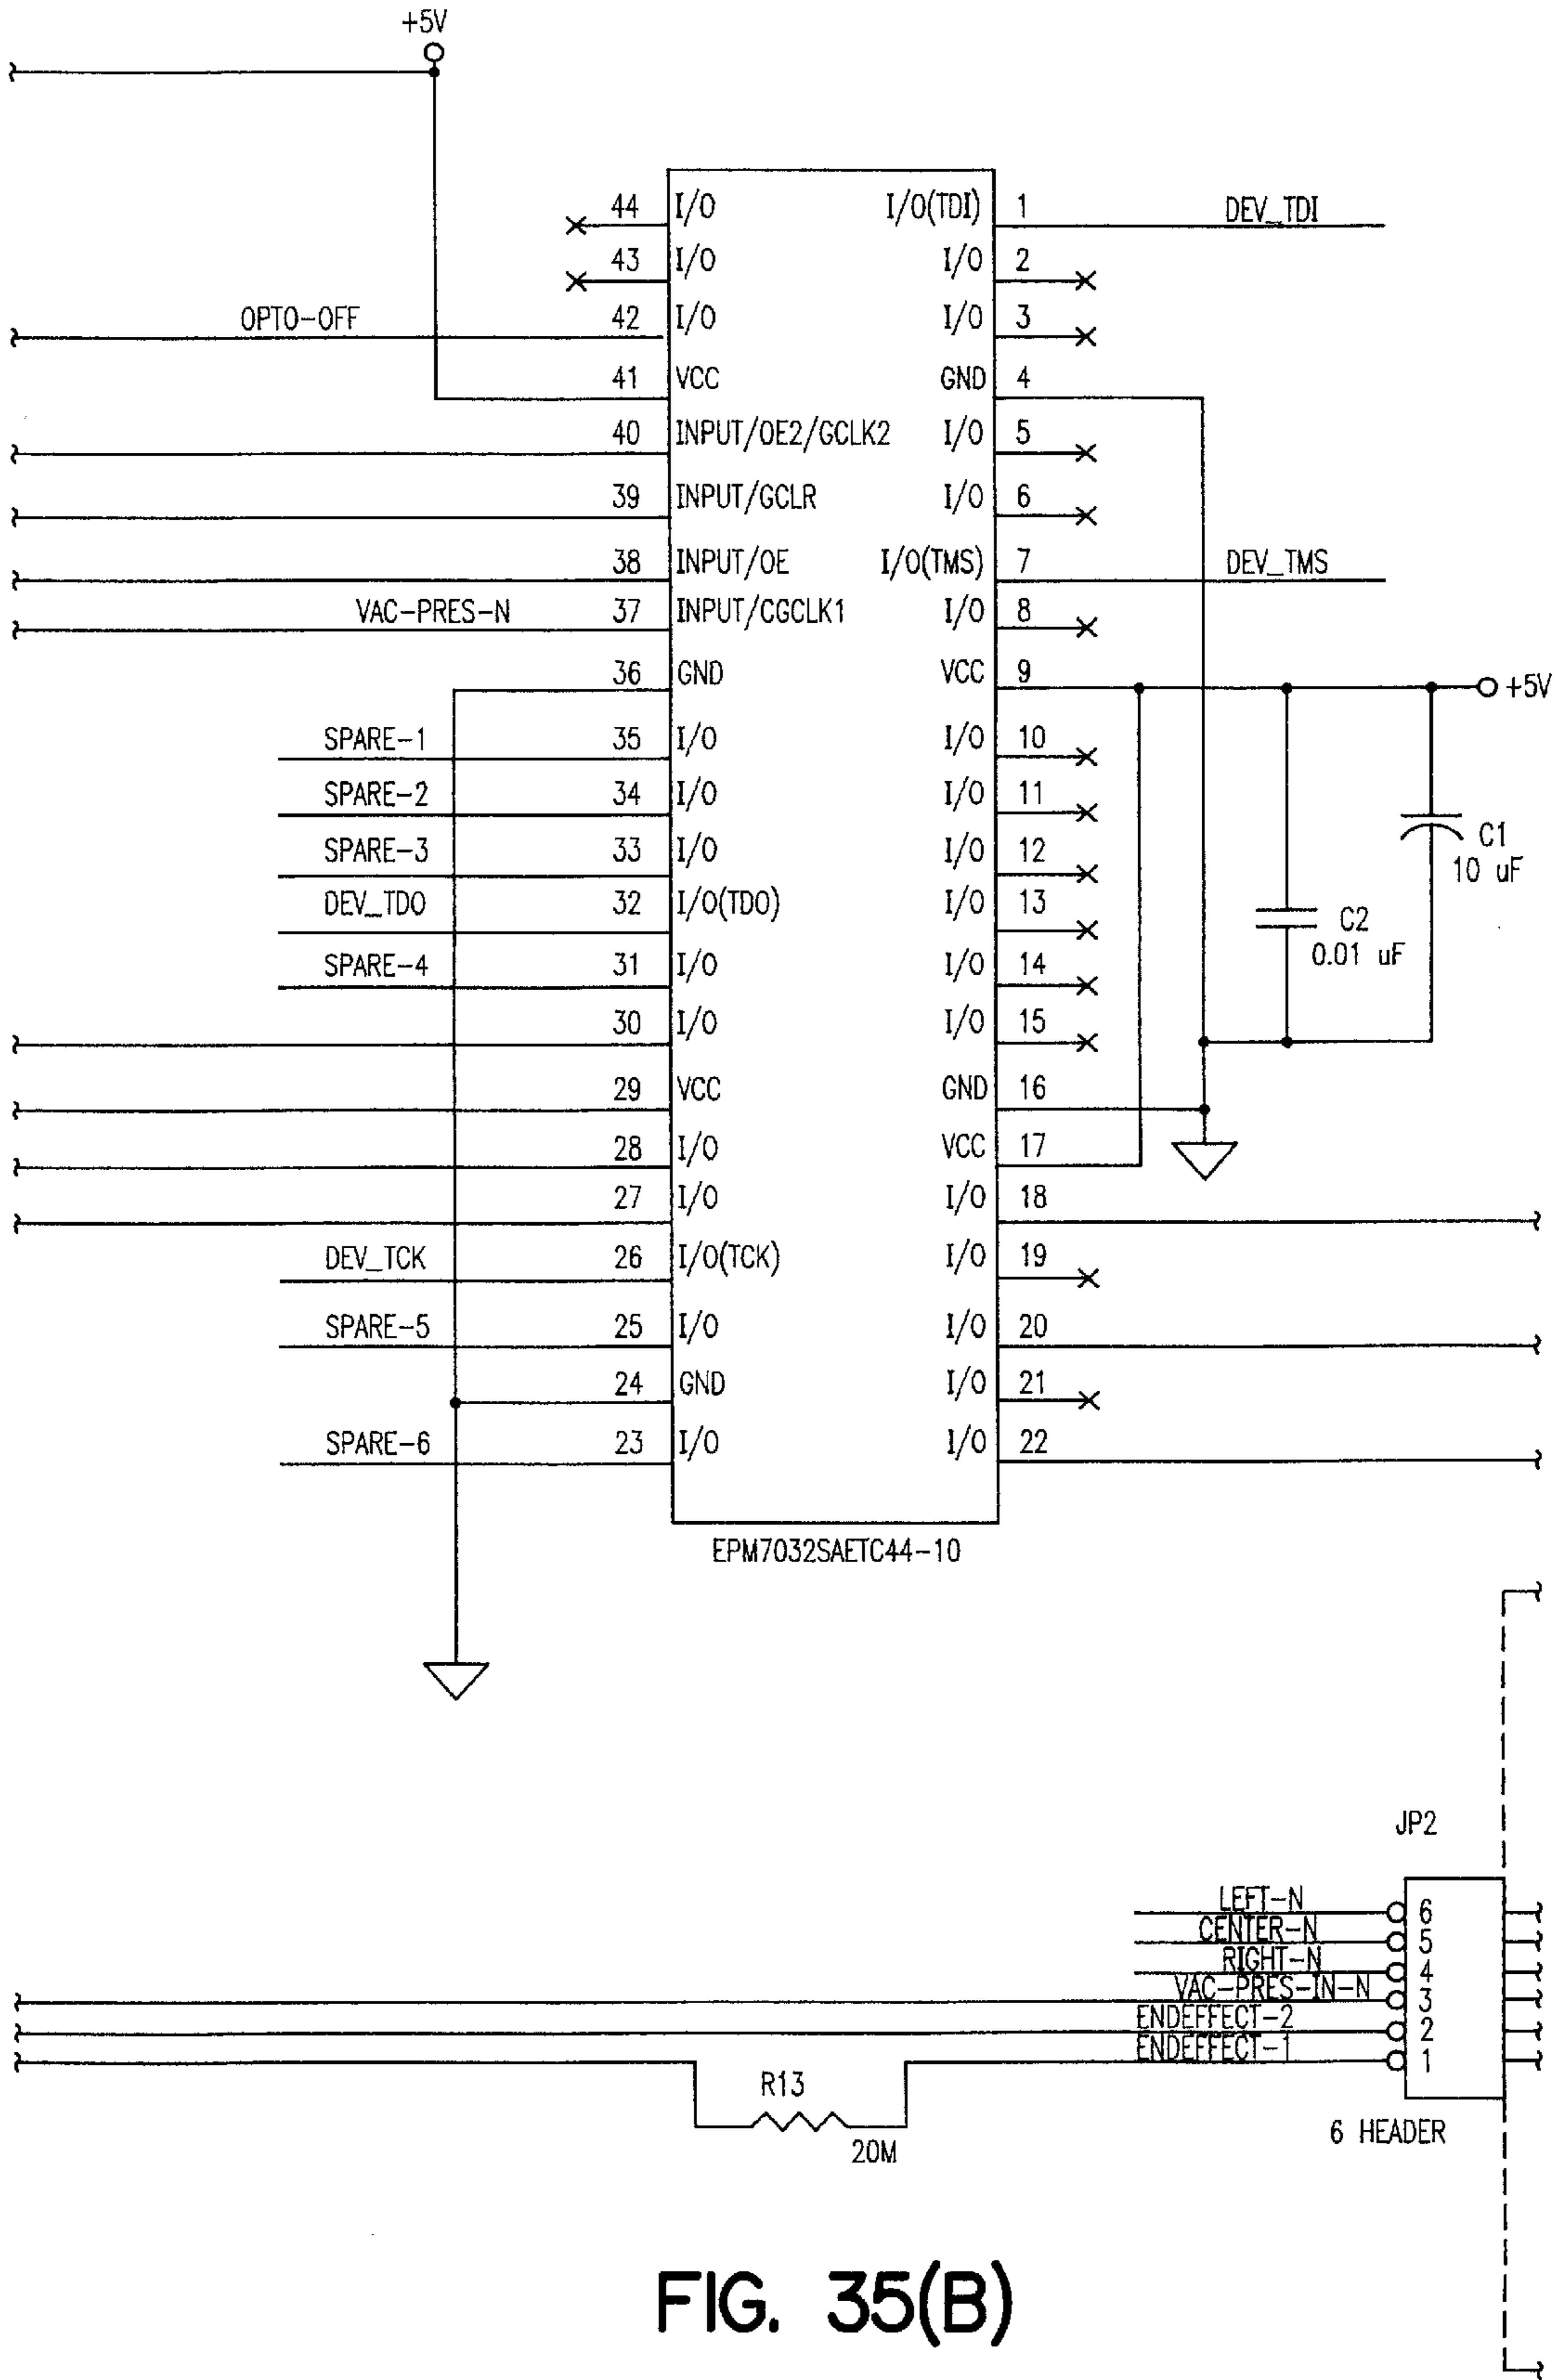 +5V
44 I/O I/O(TDI) 1 DEV_TDI
43 I/O I/O 2
OPTO-OFF 42 I/O I/O 3
41 VCC GND 4
40 INPUT/OE2/GCLK2 I/O 5
39 INPUT/GCLR I/O 6
38 INPUT/OE I/O(TMS) 7 DEV_TMS
VAC-PRES-N 37 INPUT/CGCLK1 I/O 8
36 GND VCC 9 +5V
SPARE-1 35 I/O I/O 10
SPARE-2 34 I/O I/O 11
SPARE-3 33 I/O I/O 12 C1
10 uF
DEV_TDO 32 I/O(TDO) I/O 13 C2
0.01 uF
SPARE-4 31 I/O I/O 14
30 I/O I/O 15
29 VCC GND 16
28 I/O VCC 17
27 I/O I/O 18
DEV_TCK 26 I/O(TCK) I/O 19
SPARE-5 25 I/O I/O 20
24 GND I/O 21
SPARE-6 23 I/O I/O 22
EPM7032SAETC44-10
JP2
LEFT-N 6
CENTER-N 5
RIGHT-N 4
VAC-PRES-IN-N 3
ENDEFFECT-2 2
ENDEFFECT-1 1
R13
20M
6 HEADER
FIG. 35(B)